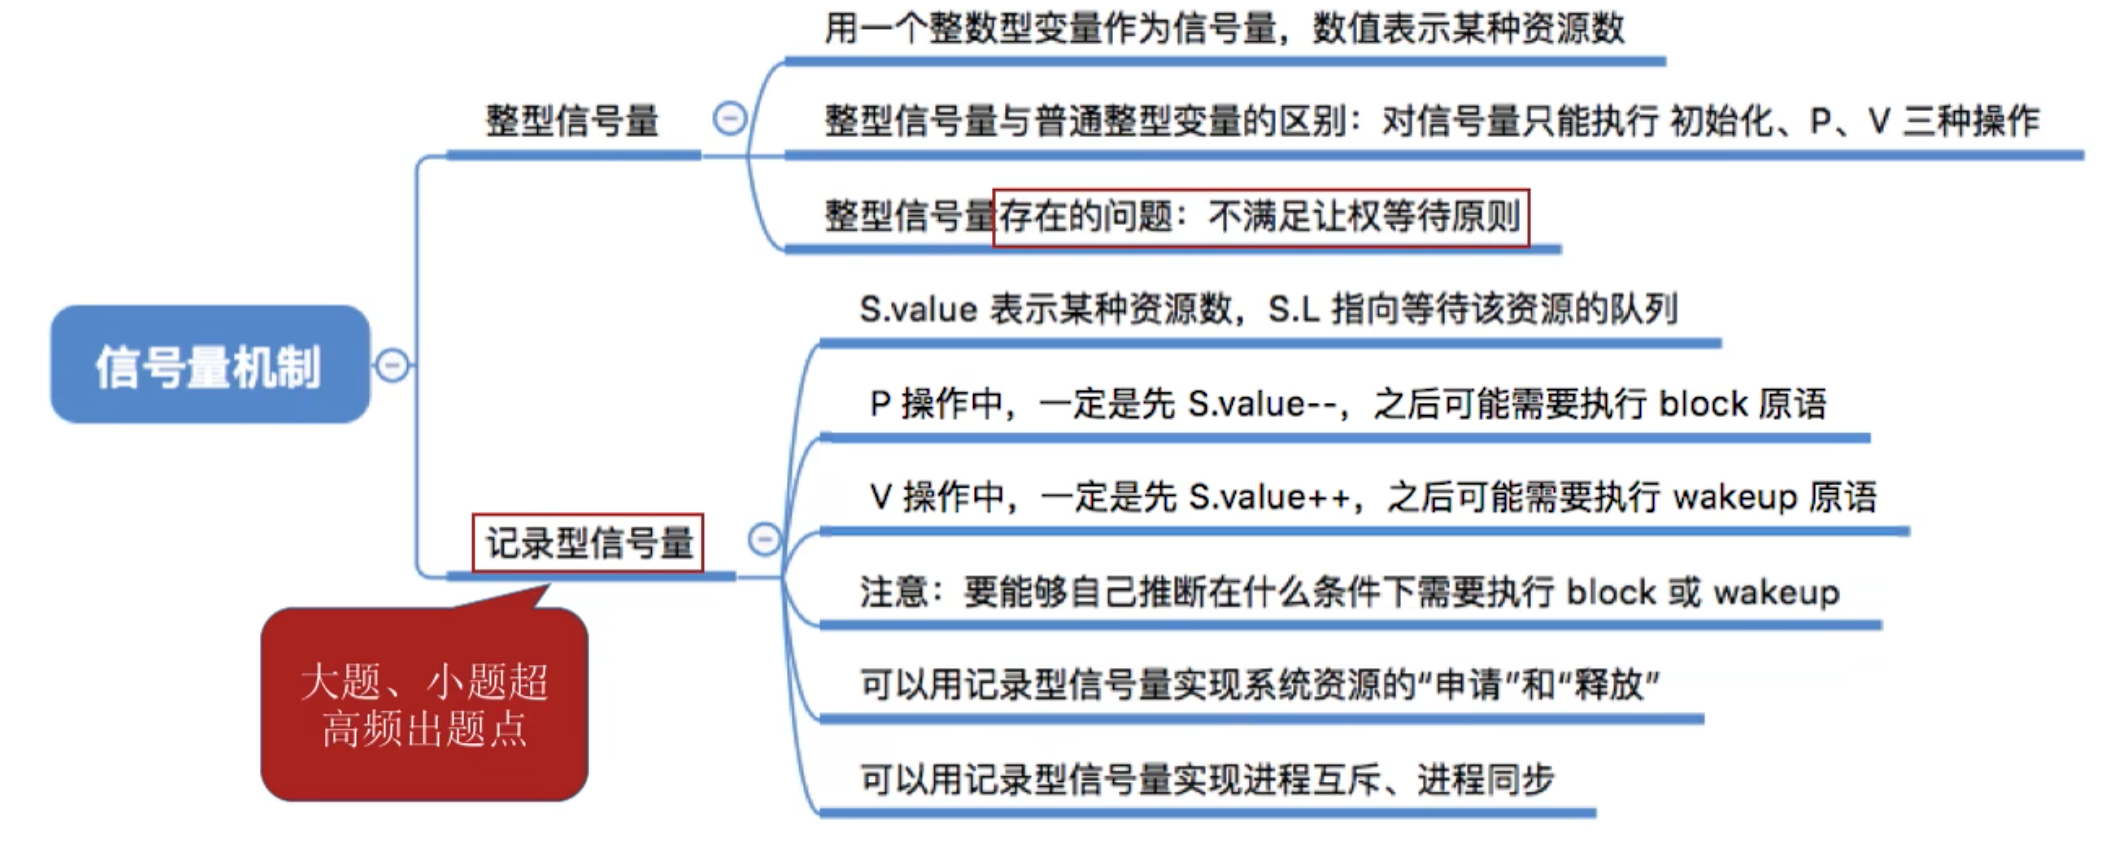 信号量机制
整型信号量
用一个整数型变量作为信号量，数值表示某种资源数
整型信号量与普通整型变量的区别：对信号量只能执行 初始化、P、V 三种操作
整型信号量存在的问题：不满足让权等待原则
记录型信号量
S.value 表示某种资源数，S.L 指向等待该资源的队列
P 操作中，一定是先 S.value--，之后可能需要执行 block 原语
V 操作中，一定是先 S.value++，之后可能需要执行 wakeup 原语
注意：要能够自己推断在什么条件下需要执行 block 或 wakeup
可以用记录型信号量实现系统资源的“申请”和“释放”
可以用记录型信号量实现进程互斥、进程同步
大题、小题超
高频出题点